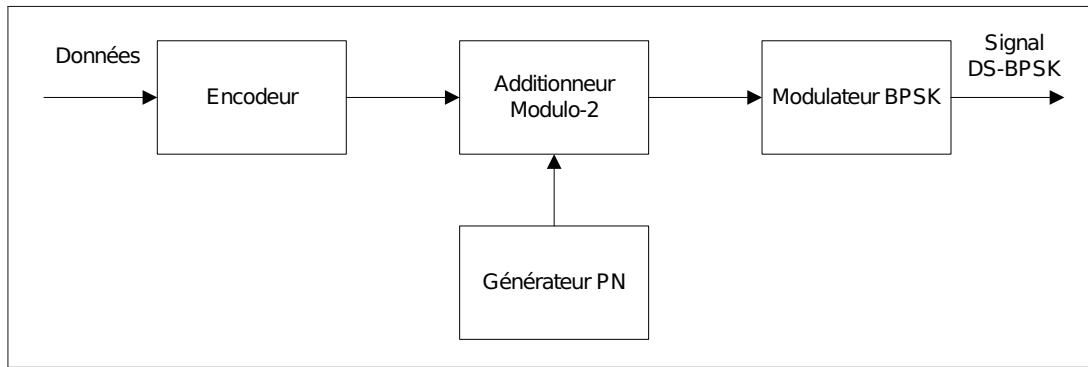 Données
Encodeur
Additionneur
Modulo-2
Modulateur BPSK
Signal
DS-BPSK
Générateur PN